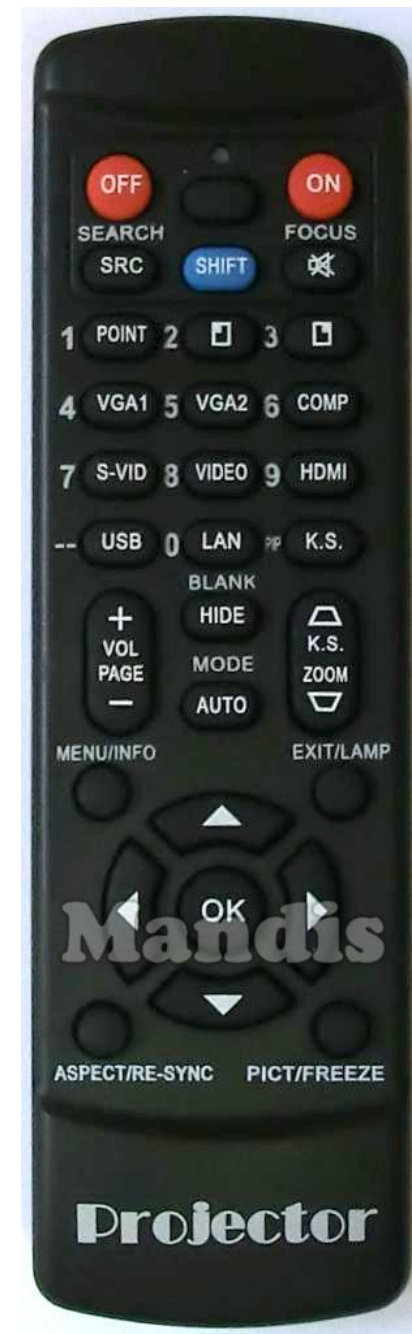 OFF ON
SEARCH FOCUS
SRC SHIFT
1 POINT 2 3
4 VGA1 5 VGA2 6 COMP
7 S-VID 8 VIDEO 9 HDMI
-- USB 0 LAN PIP K.S.
BLANK
+ HIDE
VOL K.S.
PAGE MODE ZOOM
- AUTO
MENU/INFO EXIT/LAMP
OK
Mandis
ASPECT/RE-SYNC PICT/FREEZE
Projector